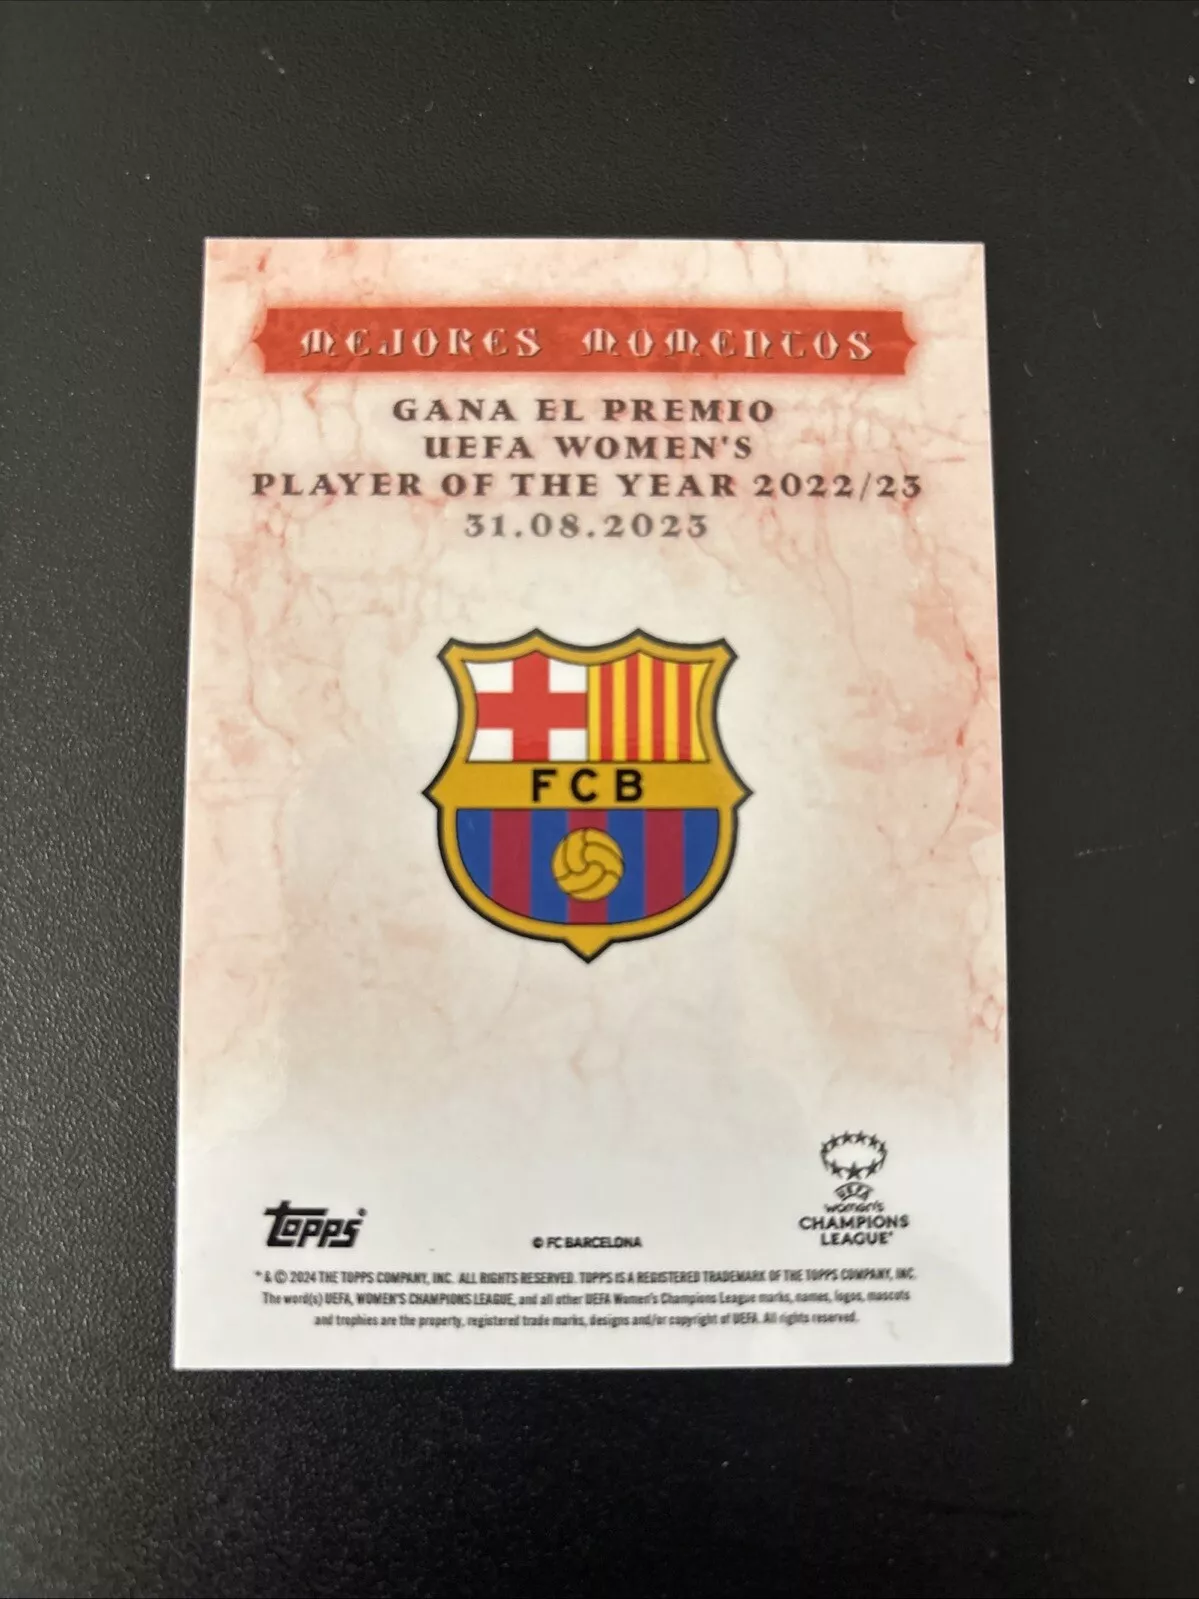 MEJORES MOMENTOS
GANA EL PREMIO
UEFA WOMEN'S
PLAYER OF THE YEAR 2022/23
31.08.2023
FCB
UEFA
women's
CHAMPIONS
LEAGUE
Topps
© FC BARCELONA
* & © 2024 THE TOPPS COMPANY, INC. ALL RIGHTS RESERVED. TOPPS IS A REGISTERED TRADEMARK OF THE TOPPS COMPANY, INC.
The word(s) UEFA, WOMEN'S CHAMPIONS LEAGUE, and all other UEFA Women's Champions League marks, names, logos, mascots
and trophies are the property, registered trade marks, designs and/or copyright of UEFA. All rights reserved.